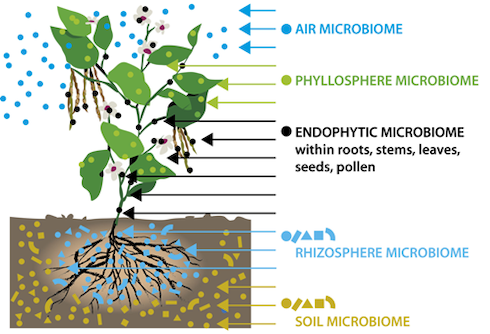 AIR MICROBIOME
PHYLLOSPHERE MICROBIOME
ENDOPHYTIC MICROBIOME
within roots, stems, leaves,
seeds, pollen
RHIZOSPHERE MICROBIOME
SOIL MICROBIOME